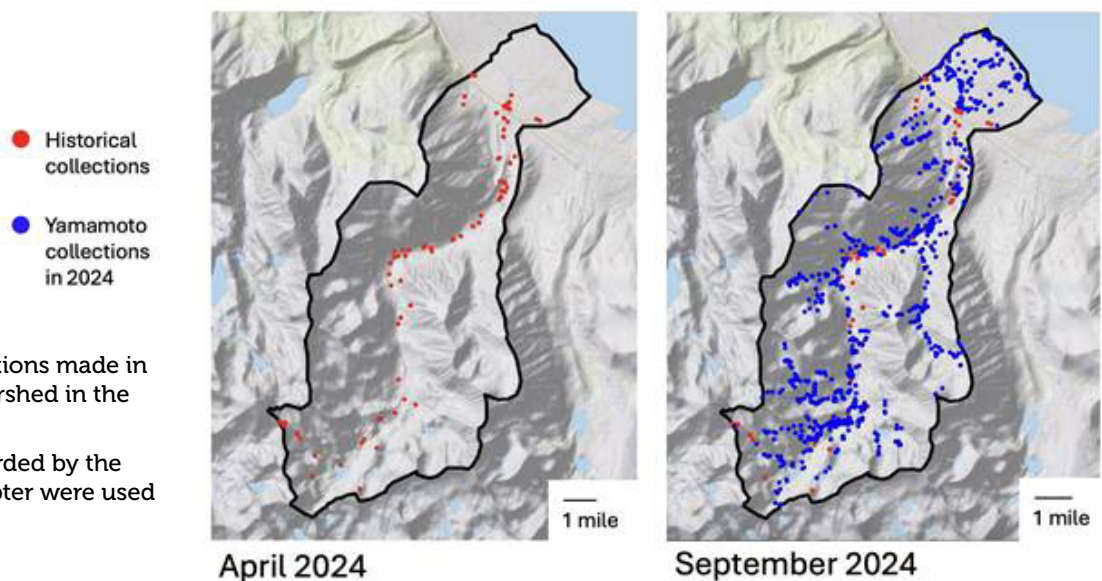 Historical
collections
Yamamoto
collections
in 2024
tions made in
rshed in the
rded by the
oter were used
1 mile
April 2024
1 mile
September 2024